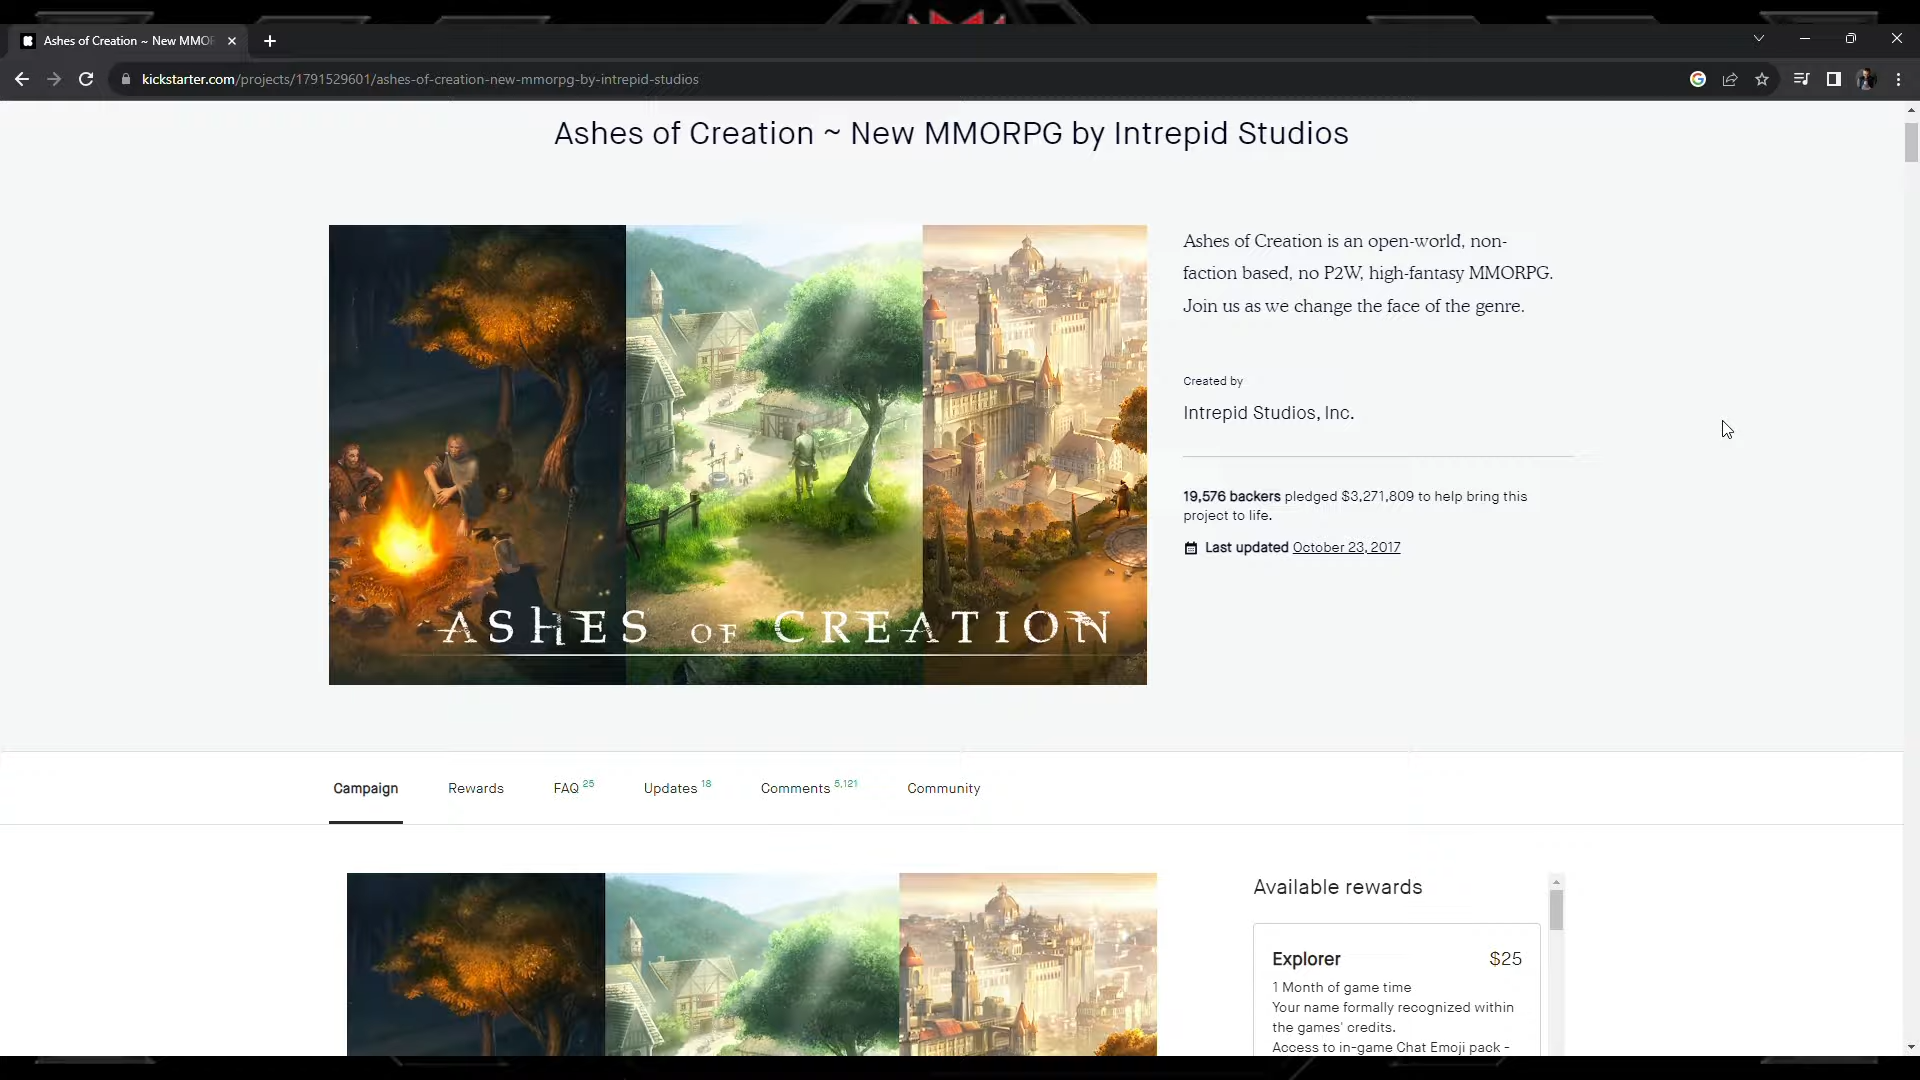 Ashes of Creation ~ New MMOR
kickstarter.com/projects/1791529601/ashes-of-creation-new-mmorpg-by-intrepid-studios
Ashes of Creation ~ New MMORPG by Intrepid Studios
ASHES OF CREATION
Ashes of Creation is an open-world, non-
faction based, no P2W, high-fantasy MMORPG.
Join us as we change the face of the genre.
Created by
Intrepid Studios, Inc.
19,576 backers pledged $3,271,809 to help bring this
project to life.
Last updated October 23, 2017
Campaign Rewards FAQ 25 Updates 18 Comments 5,121 Community
Available rewards
Explorer $25
1 Month of game time
Your name formally recognized within
the games' credits.
Access to in-game Chat Emoji pack -